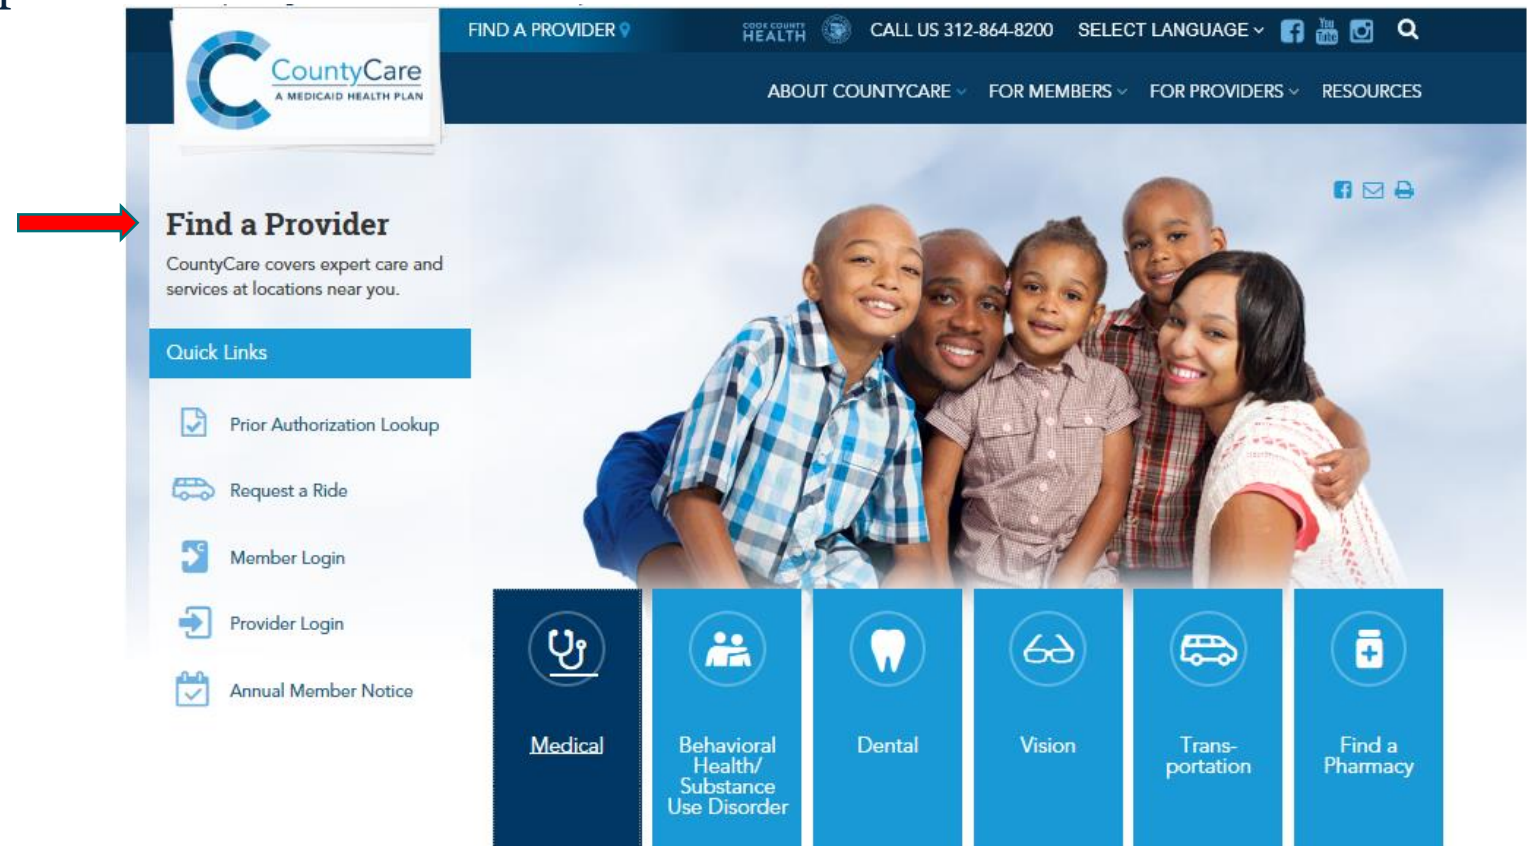 FIND A PROVIDER
COOK COUNTY
HEALTH
CALL US 312-864-8200
SELECT LANGUAGE
You
Tube
CountyCare
A MEDICAID HEALTH PLAN
ABOUT COUNTYCARE
FOR MEMBERS
FOR PROVIDERS
RESOURCES
Find a Provider
CountyCare covers expert care and
services at locations near you.
Quick Links
Prior Authorization Lookup
Request a Ride
Member Login
Provider Login
Annual Member Notice
Medical
Behavioral
Health/
Substance
Use Disorder
Dental
Vision
Trans-
portation
Find a
Pharmacy